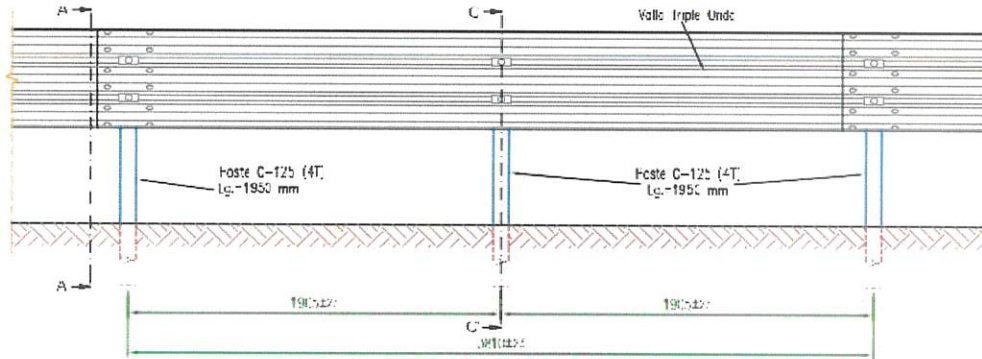 A
C
Valla Triple Onda
Poste C-125 (4T)
Lg.=1950 mm
Poste C-125 (4T)
Lg.=1950 mm
A
C